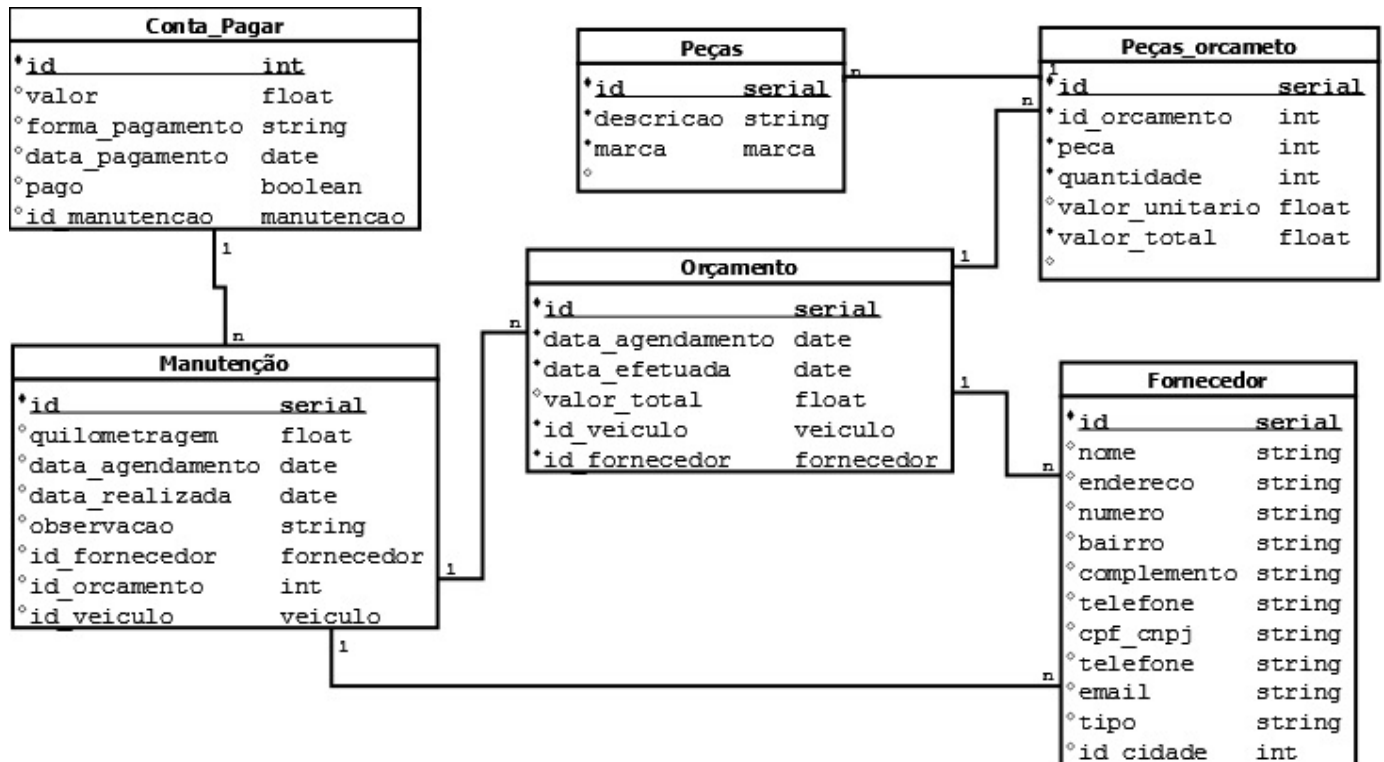 Conta_Pagar
id int
valor float
forma_pagamento string
data_pagamento date
pago boolean
id_manutencao manutencao
1
n
Manutenção
id serial
quilometragem float
data_agendamento date
data_realizada date
observacao string
id_fornecedor fornecedor
id_orcamento int
id_veiculo veiculo
1
1
Peças
id serial
descricao string
marca marca
n
1
Peças_orcameto
id serial
id_orcamento int
peca int
quantidade int
valor_unitario float
valor_total float
n
1
Orçamento
id serial
data_agendamento date
data_efetuada date
valor_total float
id_veiculo veiculo
id_fornecedor fornecedor
n
1
n
n
Fornecedor
id serial
nome string
endereco string
numero string
bairro string
complemento string
telefone string
cpf_cnpj string
telefone string
email string
tipo string
id_cidade int